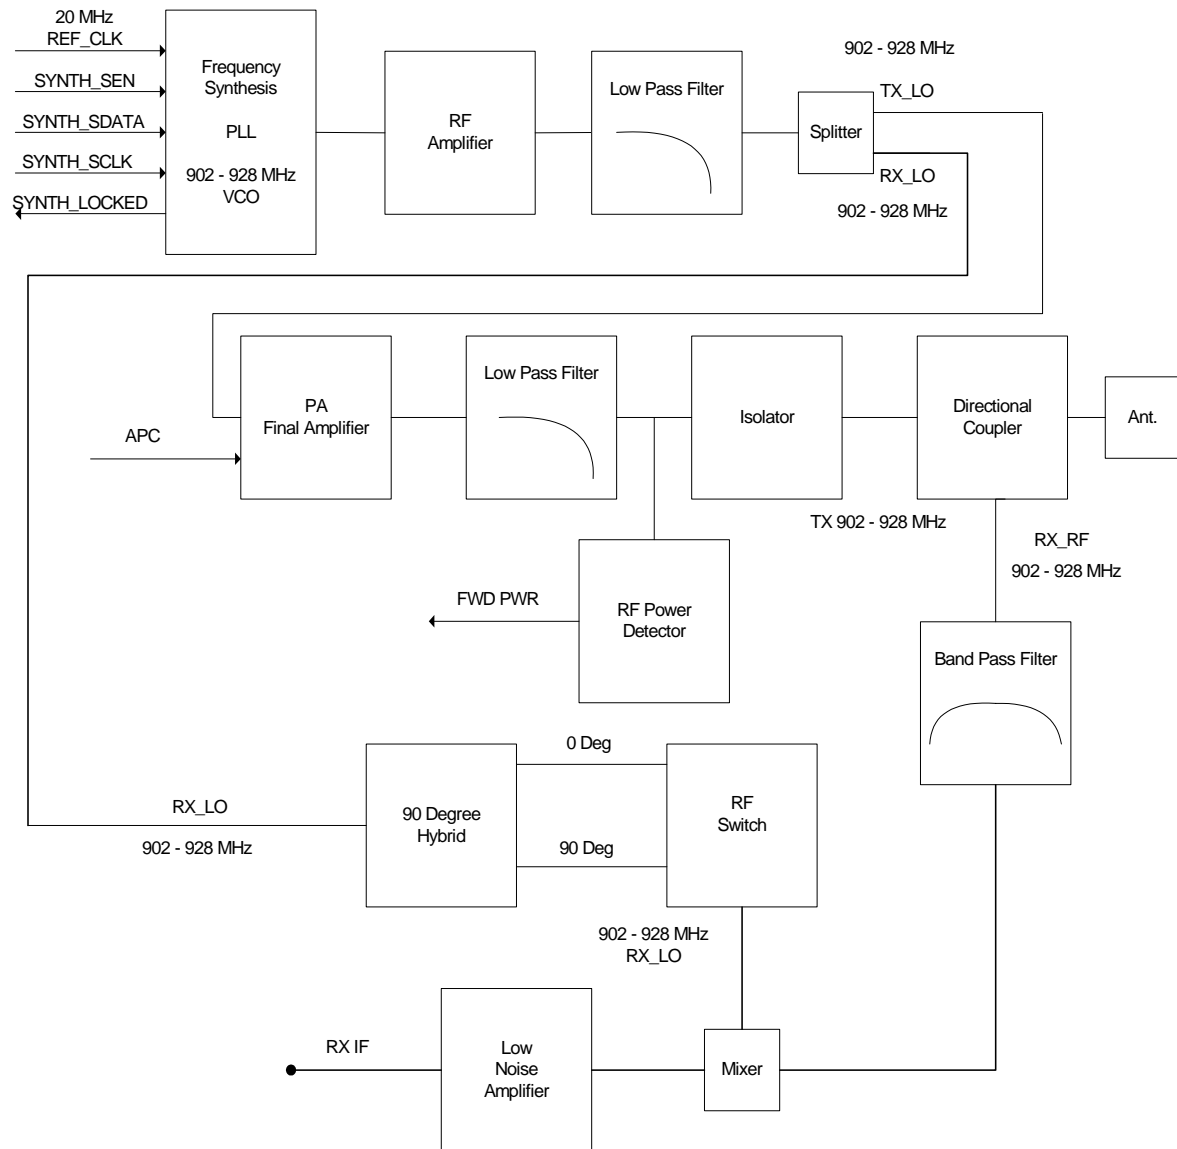 20 MHz
REF_CLK
SYNTH_SEN
SYNTH_SDATA
SYNTH_SCLK
SYNTH_LOCKED
Frequency
Synthesis
PLL
902 - 928 MHz
VCO
RF
Amplifier
Low Pass Filter
Splitter
902 - 928 MHz
TX_LO
RX_LO
902 - 928 MHz
APC
PA
Final Amplifier
Low Pass Filter
Isolator
Directional
Coupler
Ant.
TX 902 - 928 MHz
RX_RF
902 - 928 MHz
FWD PWR
RF Power
Detector
Band Pass Filter
RX_LO
902 - 928 MHz
90 Degree
Hybrid
0 Deg
90 Deg
RF
Switch
902 - 928 MHz
RX_LO
RX IF
Low
Noise
Amplifier
Mixer